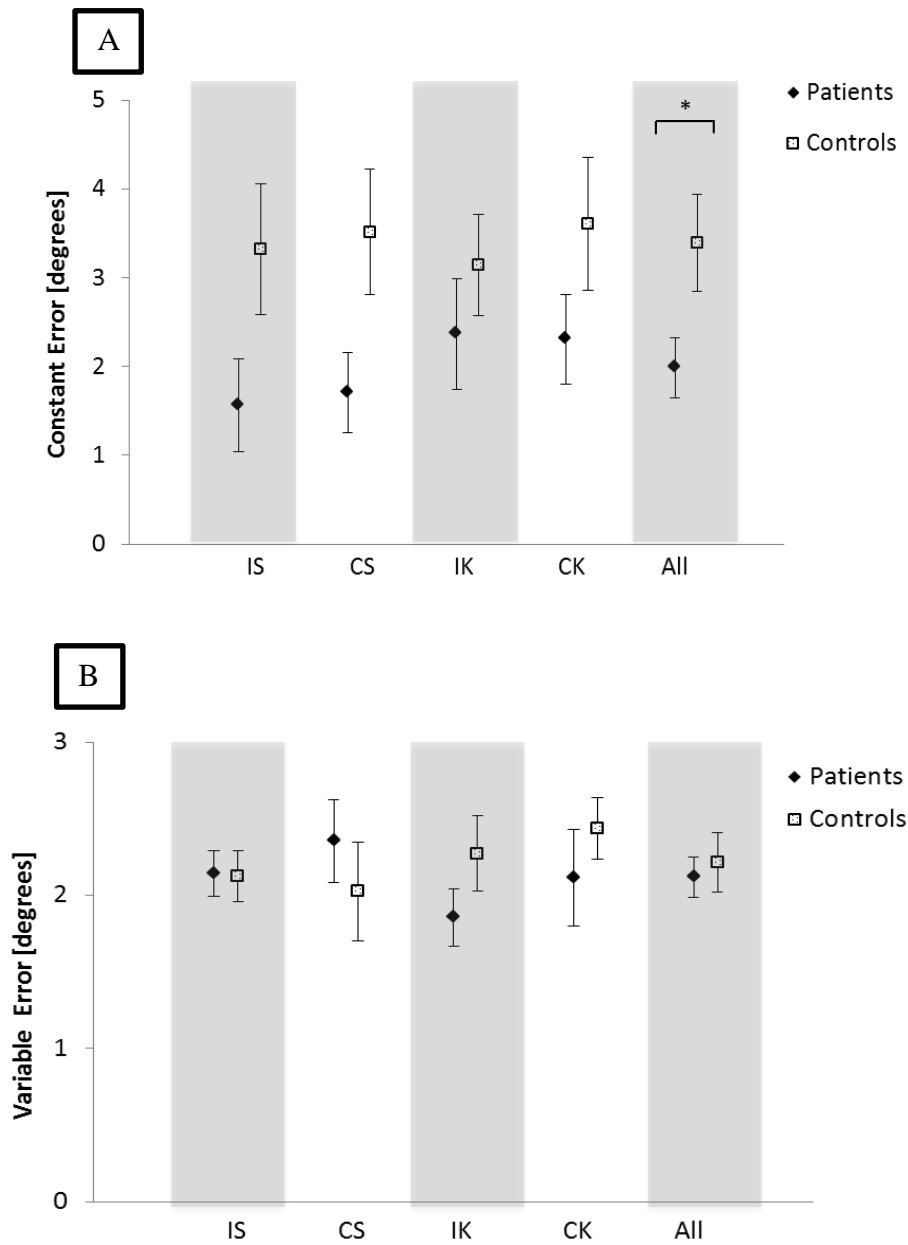 A
Constant Error [degrees]
5
4
3
2
1
0
IS CS IK CK All
*
Patients
Controls
B
Variable Error [degrees]
3
2
1
0
IS CS IK CK All
Patients
Controls